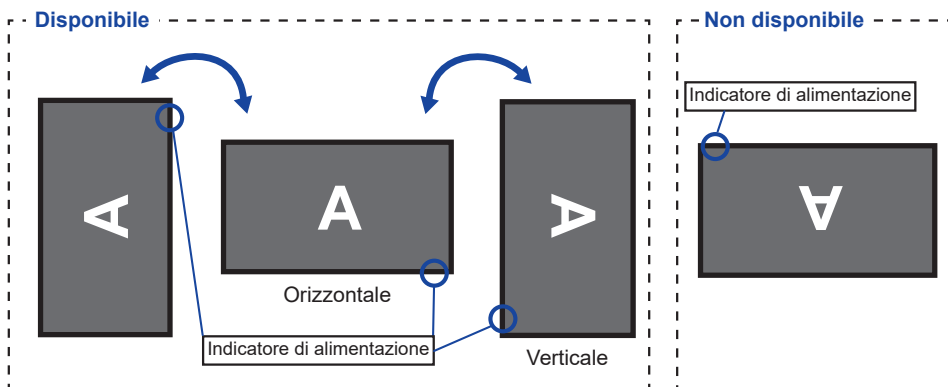 Disponibile
Non disponibile
Indicatore di alimentazione
A
A
A
A
Orizzontale
Indicatore di alimentazione
Verticale